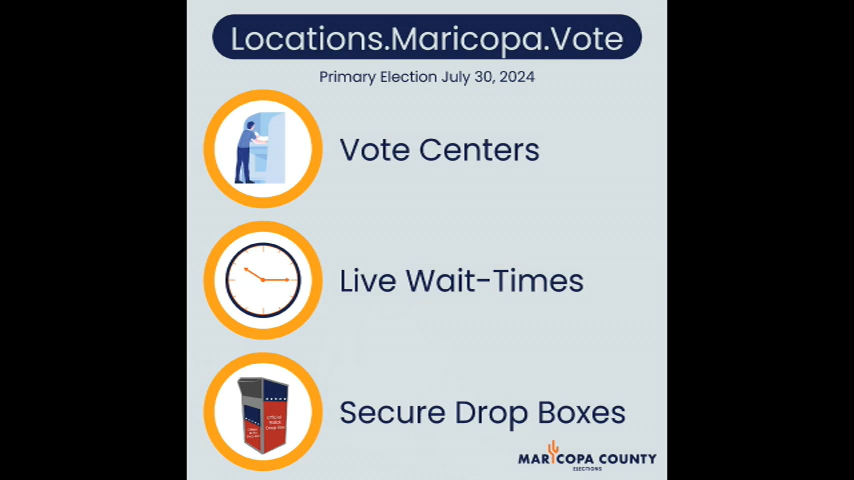 Locations.Maricopa.Vote
Primary Election July 30, 2024
Vote Centers
Live Wait-Times
Secure Drop Boxes
MARICOPA COUNTY
ELECTIONS